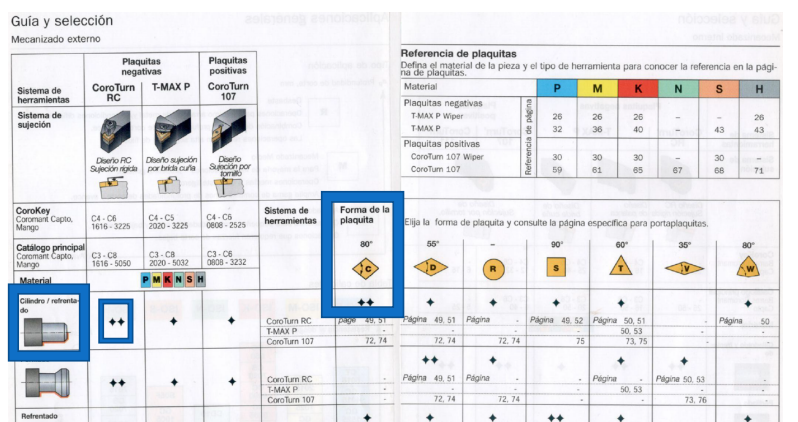 Guía y selección
Mecanizado externo
Plaquitas negativas
Plaquitas positivas
Sistema de herramientas
CoroTurn RC
T-MAX P
CoroTurn 107
Sistema de sujeción
Diseño RC Sujeción rígida
Diseño sujeción por brida cuña
Diseño Sujeción por tornillo
CoroKey
Coromant Capto, Mango
C4 - C6
1616 - 3225
C4 - C5
2020 - 3225
C4 - C6
0808 - 2525
Catálogo principal
Coromant Capto, Mango
C3 - C8
1616 - 5050
C3 - C8
2020 - 5032
C3 - C6
0808 - 3232
Material
P M K N S H
Referencia de plaquitas
Defina el material de la pieza y el tipo de herramienta para conocer la referencia en la pági-
na de plaquitas.
Material P M K N S H
Referencia de página
Plaquitas negativas
T-MAX P Wiper 26 26 26 – – 26
T-MAX P 32 36 40 – 43 43
Plaquitas positivas
CoroTurn 107 Wiper 30 30 30 – 30 –
CoroTurn 107 59 61 65 67 68 71
Sistema de herramientas
Forma de la plaquita
Elija la forma de plaquita y consulte la página especifica para portaplaquitas.
80° 55° – 90° 60° 35° 80°
C D R S T V W
Cilindro / refrenta-
do
CoroTurn RC page 49, 51 Página 49, 51 Página - Página 49, 52 Página 50, 51 - Página 50
T-MAX P - - - - 50, 53 - -
CoroTurn 107 72, 74 72, 74 72, 74 75 73, 75 - -
CoroTurn RC - Página 49, 51 Página - - Página - Página 50, 53 -
T-MAX P - - - - 50, 53 - -
CoroTurn 107 - 72, 74 72, 74 - - 73, 76 -
Refrentado